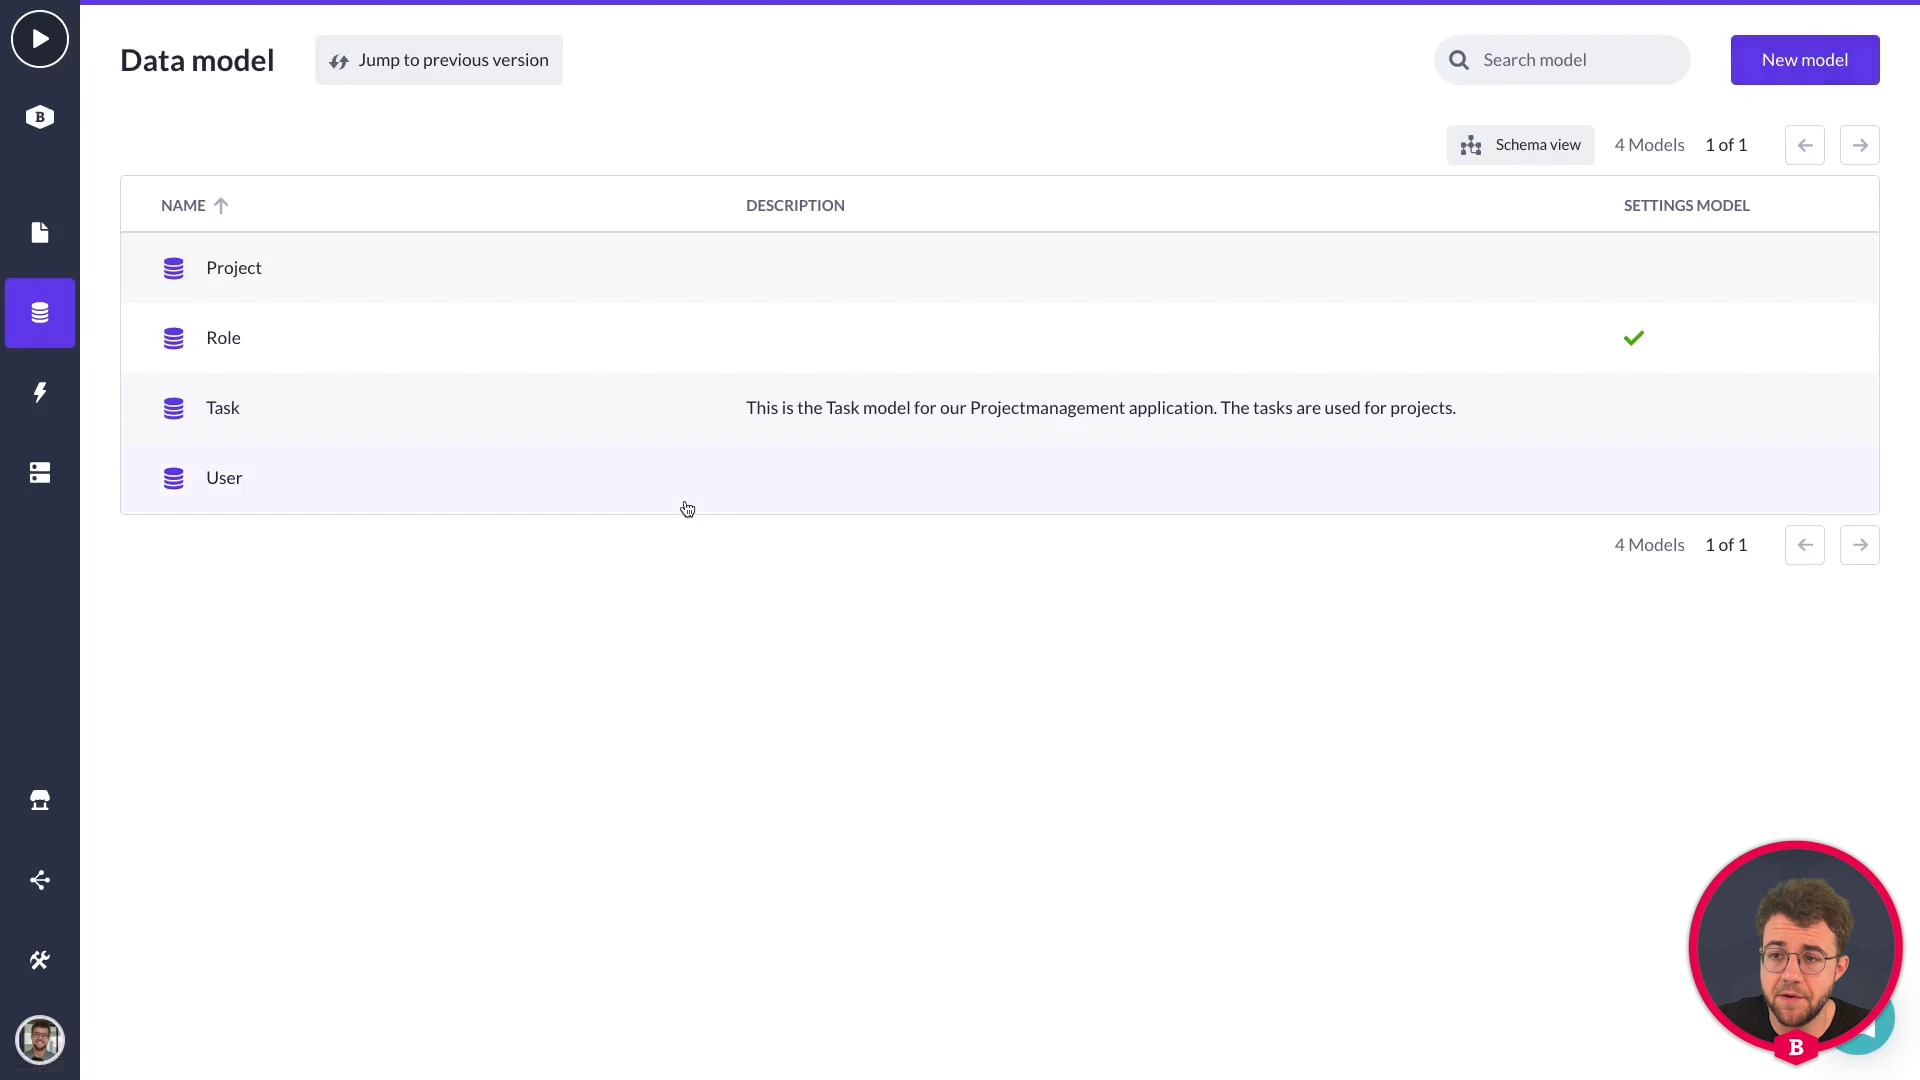 Data model
Jump to previous version
Search model
New model
B
Schema view
4 Models
1 of 1
NAME
DESCRIPTION
SETTINGS MODEL
Project
Role
Task
This is the Task model for our Projectmanagement application. The tasks are used for projects.
User
4 Models
1 of 1
B